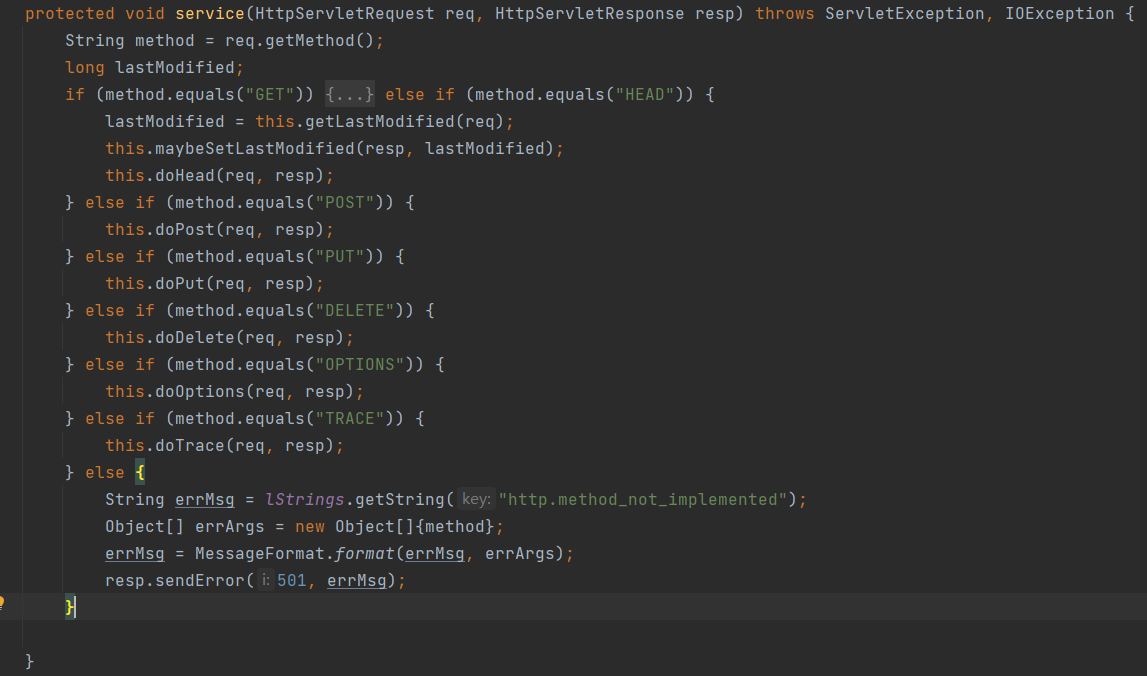 protected void service(HttpServletRequest req, HttpServletResponse resp) throws ServletException, IOException {
    String method = req.getMethod();
    long lastModified;
    if (method.equals("GET")) {...} else if (method.equals("HEAD")) {
        lastModified = this.getLastModified(req);
        this.maybeSetLastModified(resp, lastModified);
        this.doHead(req, resp);
    } else if (method.equals("POST")) {
        this.doPost(req, resp);
    } else if (method.equals("PUT")) {
        this.doPut(req, resp);
    } else if (method.equals("DELETE")) {
        this.doDelete(req, resp);
    } else if (method.equals("OPTIONS")) {
        this.doOptions(req, resp);
    } else if (method.equals("TRACE")) {
        this.doTrace(req, resp);
    } else {
        String errMsg = lStrings.getString( key: "http.method_not_implemented");
        Object[] errArgs = new Object[]{method};
        errMsg = MessageFormat.format(errMsg, errArgs);
        resp.sendError( i: 501, errMsg);
    }
}